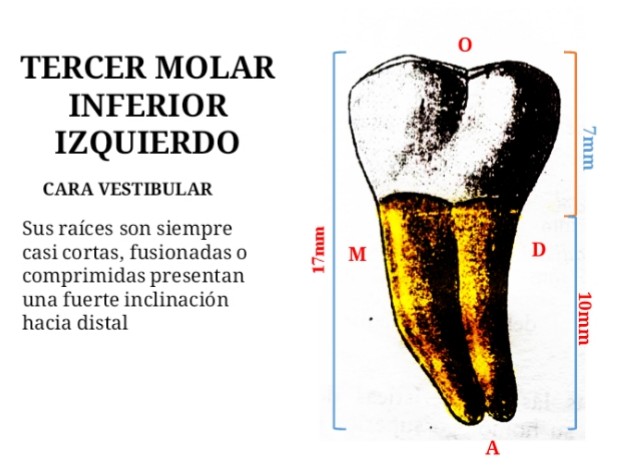 TERCER MOLAR
INFERIOR
IZQUIERDO
CARA VESTIBULAR
Sus raíces son siempre
casi cortas, fusionadas o
comprimidas presentan
una fuerte inclinación
hacia distal
O
7mm
17mm
M
D
10mm
A